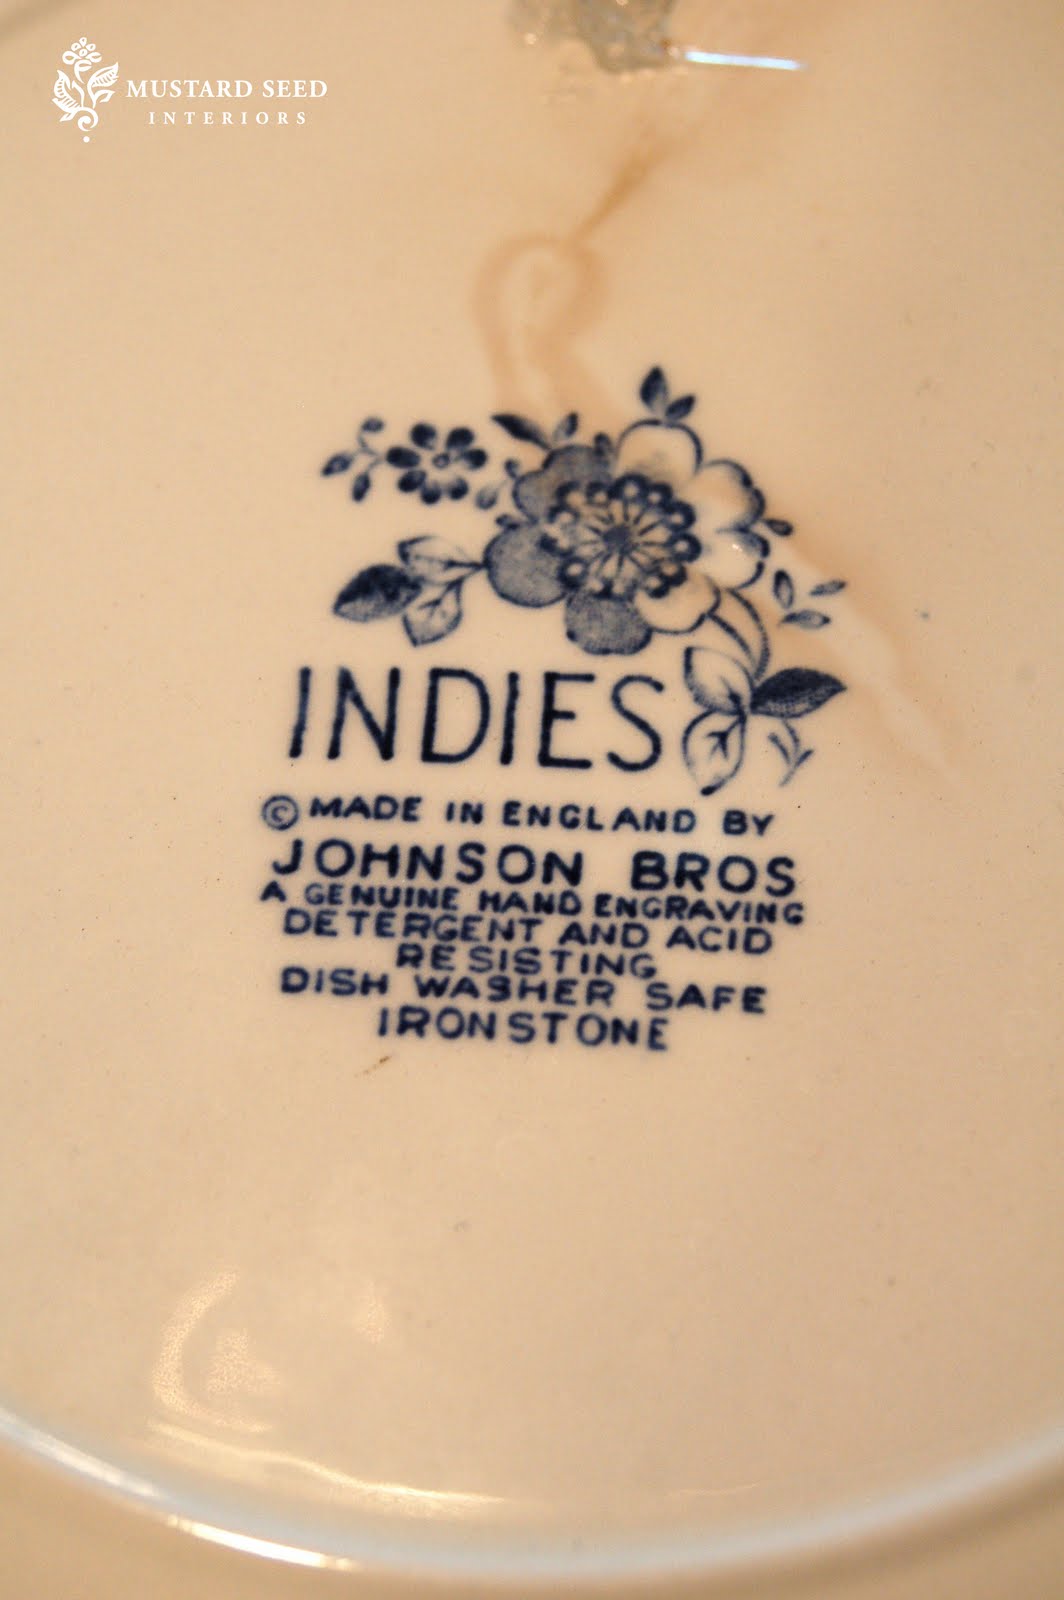 MUSTARD SEED
INTERIORS
INDIES
© MADE IN ENGLAND BY
JOHNSON BROS
A GENUINE HAND ENGRAVING
DETERGENT AND ACID
RESISTING
DISH WASHER SAFE
IRONSTONE